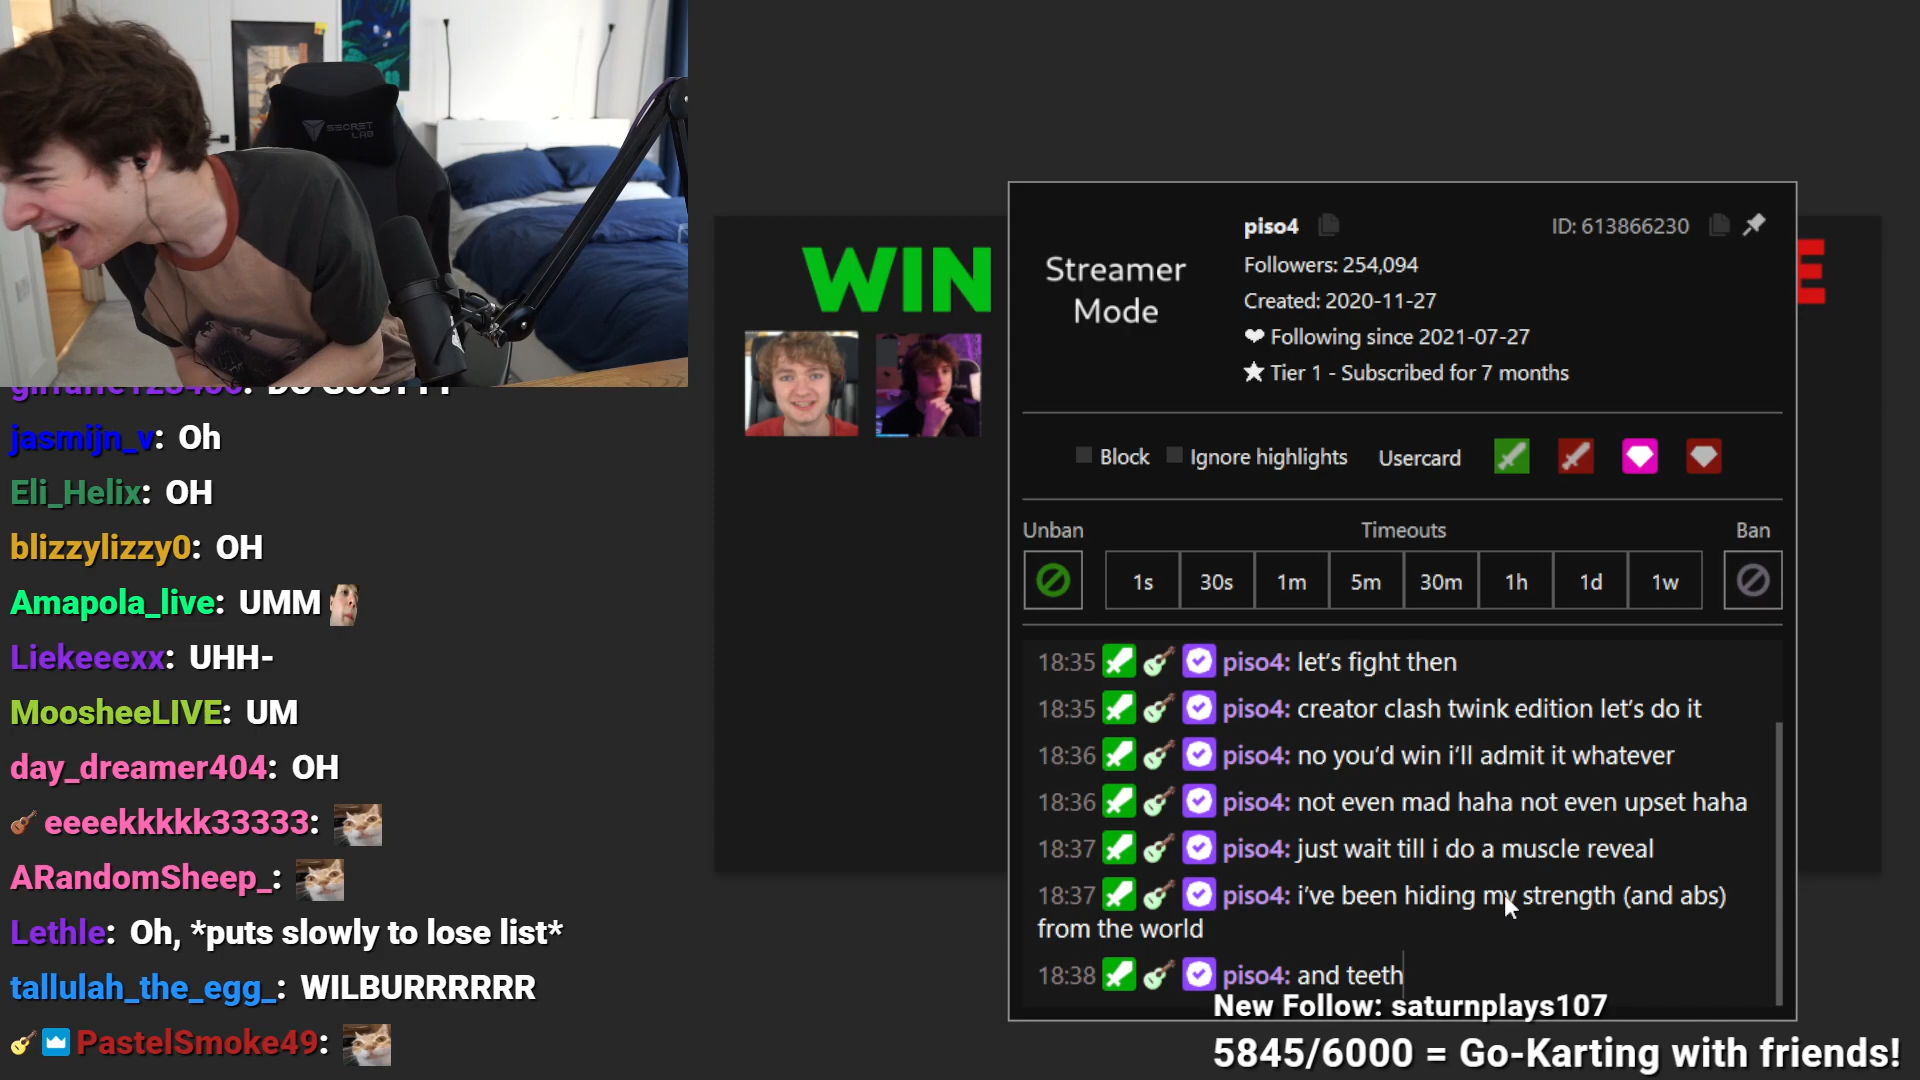 SECRET LAB
jasmijn_v: Oh
Eli_Helix: OH
blizzylizzy0: OH
Amapola_live: UMM
Liekeeexx: UHH-
MoosheeLIVE: UM
day_dreamer404: OH
eeeekkkkk33333:
ARandomSheep_:
Lethle: Oh, *puts slowly to lose list*
tallulah_the_egg_: WILBURRRRRR
PastelSmoke49:
WIN
E
Streamer
Mode
piso4
ID: 613866230
Followers: 254,094
Created: 2020-11-27
Following since 2021-07-27
Tier 1 - Subscribed for 7 months
Block Ignore highlights Usercard
Unban Timeouts Ban
1s 30s 1m 5m 30m 1h 1d 1w
18:35 piso4: let's fight then
18:35 piso4: creator clash twink edition let's do it
18:36 piso4: no you'd win i'll admit it whatever
18:36 piso4: not even mad haha not even upset haha
18:37 piso4: just wait till i do a muscle reveal
18:37 piso4: i've been hiding my strength (and abs)
from the world
18:38 piso4: and teeth
New Follow: saturnplays107
5845/6000 = Go-Karting with friends!